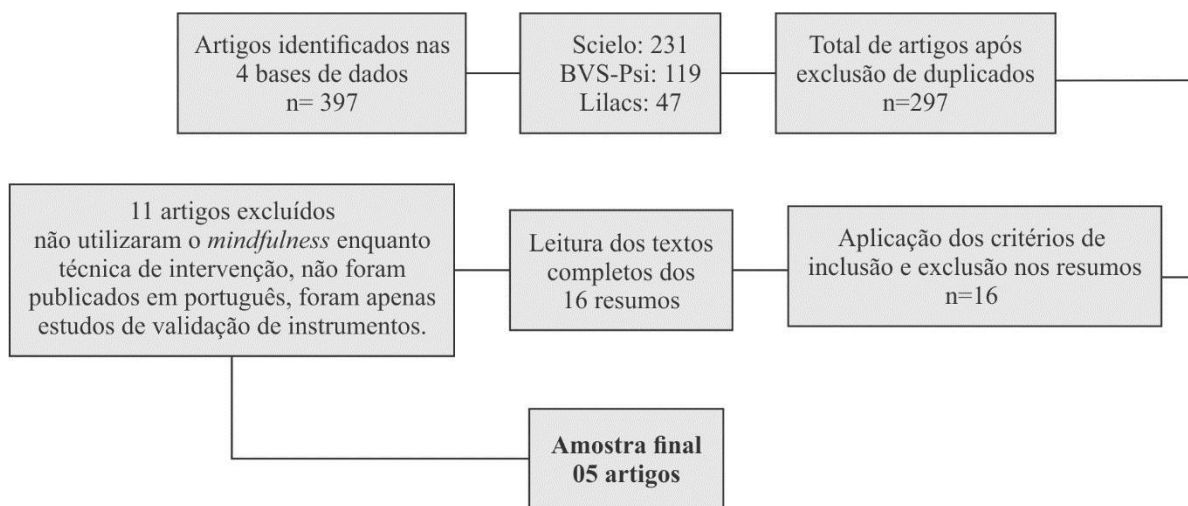 Artigos identificados nas
4 bases de dados
n= 397
Scielo: 231
BVS-Psi: 119
Lilacs: 47
Total de artigos após
exclusão de duplicados
n=297
Aplicação dos critérios de
inclusão e exclusão nos resumos
n=16
Leitura dos textos
completos dos
16 resumos
11 artigos excluídos
não utilizaram o mindfulness enquanto
técnica de intervenção, não foram
publicados em português, foram apenas
estudos de validação de instrumentos.
Amostra final
05 artigos